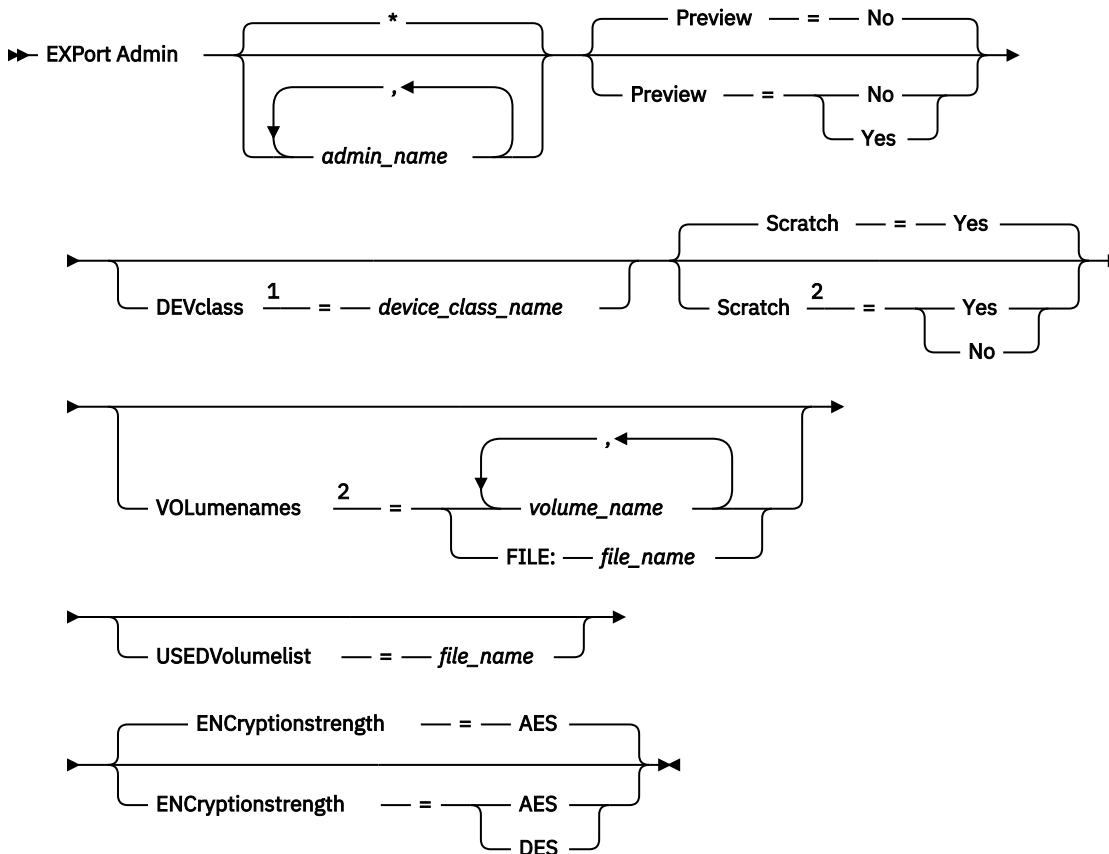 *
Preview = No
EXPort Admin
,
Preview = No
admin_name
Yes
Scratch = Yes
DEVclass 1 = device_class_name
Scratch 2 = Yes
No
,
VOLumenames 2 = volume_name
FILE: file_name
USEDVolumelist = file_name
ENCryptionstrength = AES
ENCryptionstrength = AES
DES